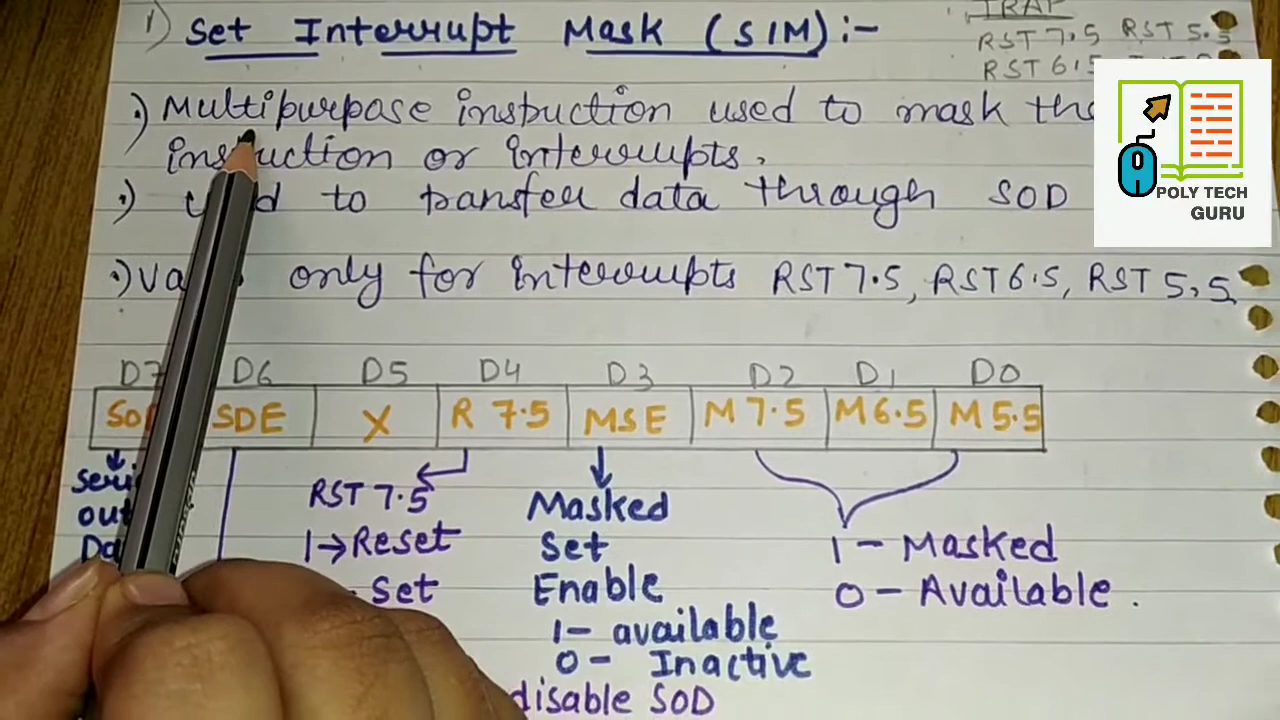 1) Set Interrupt Mask (SIM):-
TRAP
RST 7.5 RST 5.5
RST 6.5
·) Multipurpose instruction used to mask the
instruction or interrupts.
·) to transfer data through SOD
·) only for interrupts RST 7.5, RST 6.5, RST 5.5
D7 D6 D5 D4 D3 D2 D1 D0
SDE X R 7.5 MSE M 7.5 M 6.5 M 5.5
RST 7.5
1→Reset
Set
Masked
Set
Enable
1- available
0- Inactive
1 - Masked
0 - Available.
disable SOD
POLY TECH
GURU